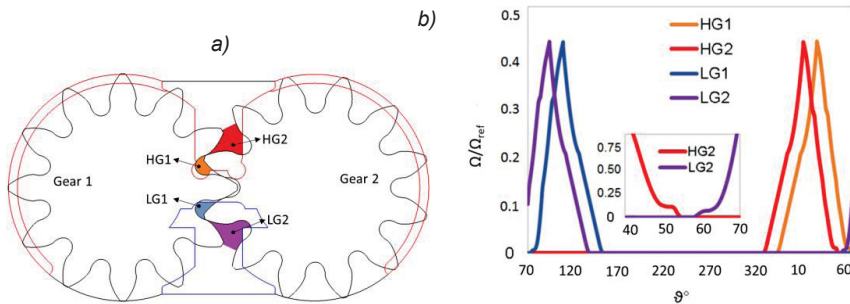 a)
Gear 1
Gear 2
HG1
HG2
LG1
LG2
b)
Ω/Ωref
0.5
0.4
0.3
0.2
0.1
0
HG1
HG2
LG1
LG2
0.75
0.50
0.25
0
HG2
LG2
40 50 60 70
70 120 170 220 270 320 10 60
ϑ°